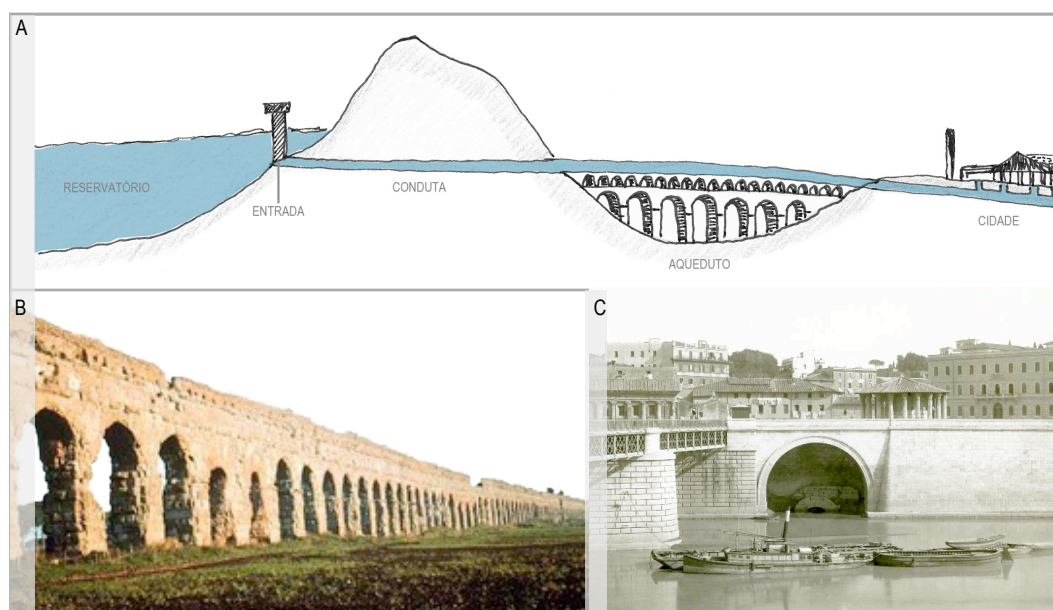 A
RESERVATÓRIO
ENTRADA
CONDUTA
AQUEDUTO
CIDADE
B
C